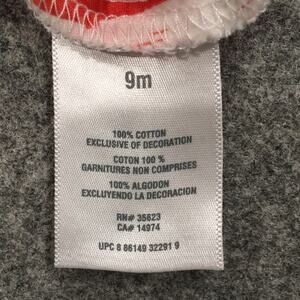 9m
100% COTTON
EXCLUSIVE OF DECORATION
COTON 100 %
GARNITURES NON COMPRISES
100% ALGODON
EXCLUYENDO LA DECORACION
RN# 35623
CA# 14974
UPC 8 86149 32291 9